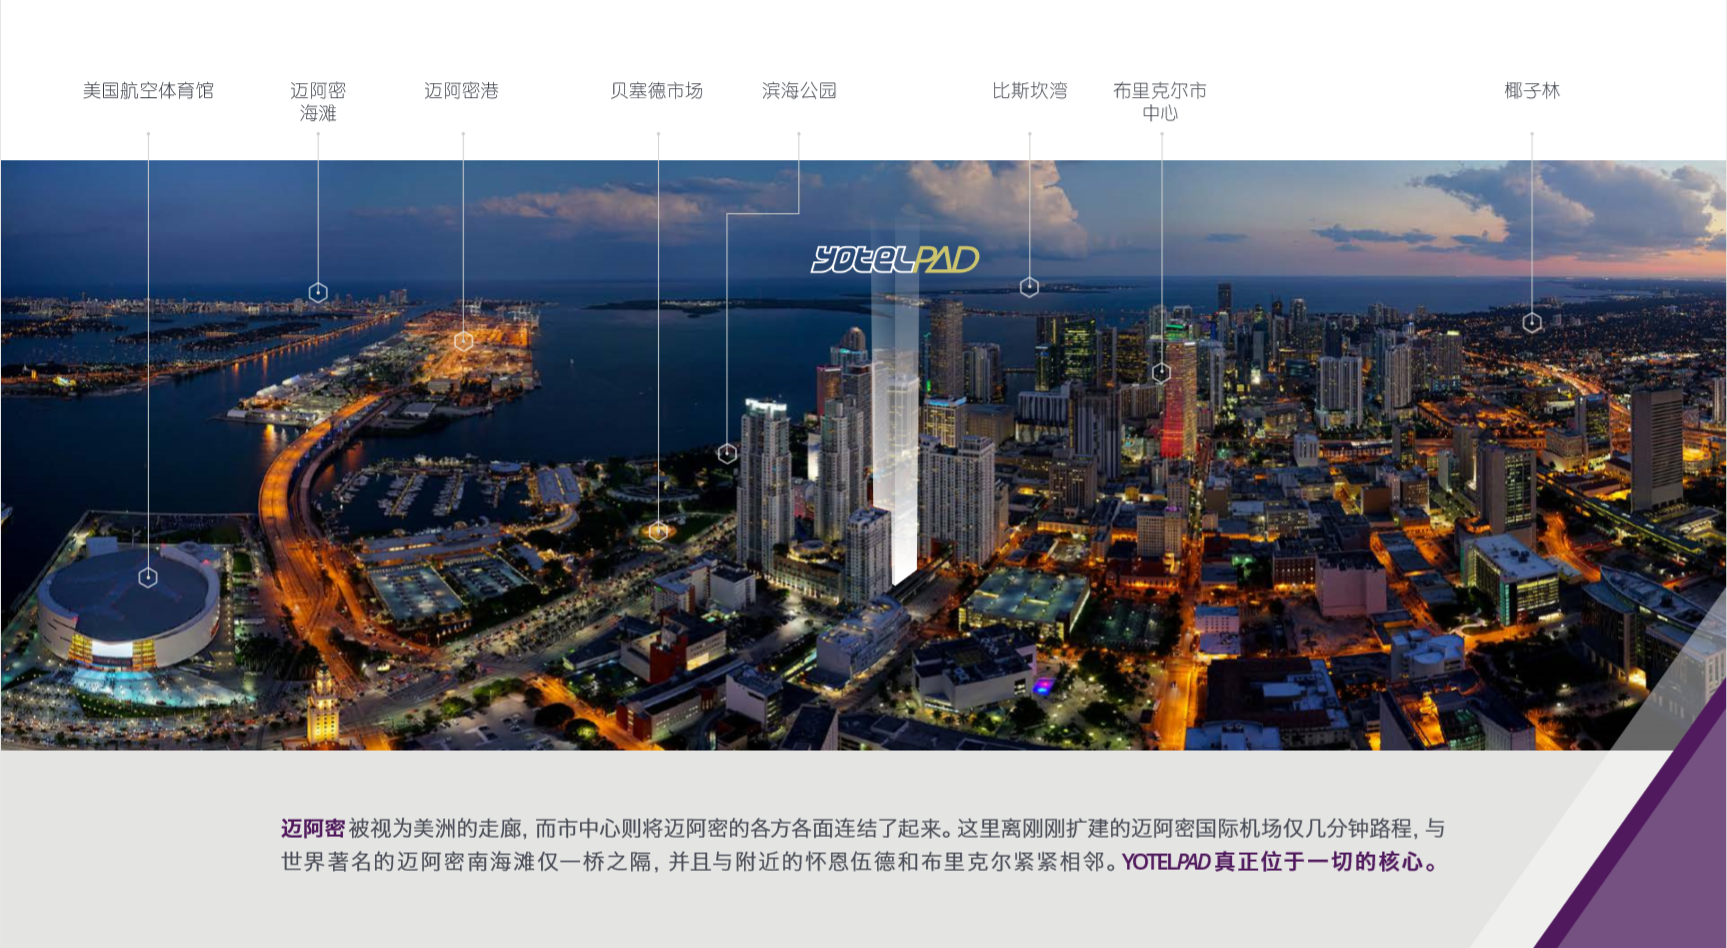 美国航空体育馆
迈阿密
海滩
迈阿密港
贝塞德市场
滨海公园
比斯坎湾
布里克尔市
中心
椰子林
YOTELPAD
迈阿密被视为美洲的走廊，而市中心则将迈阿密的各方各面连结了起来。这里离刚刚扩建的迈阿密国际机场仅几分钟路程，与
世界著名的迈阿密南海滩仅一桥之隔，并且与附近的怀恩伍德和布里克尔紧紧相邻。YOTELPAD 真正位于一切的核心。